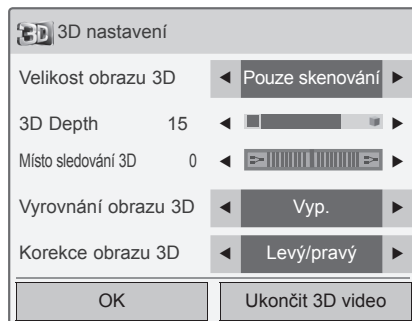 3D 3D nastavení
Velikost obrazu 3D ◄ Pouze skenování ►
3D Depth 15 ◄ ►
Místo sledování 3D 0 ◄ ►
Vyrovnání obrazu 3D ◄ Vyp. ►
Korekce obrazu 3D ◄ Levý/pravý ►
OK Ukončit 3D video